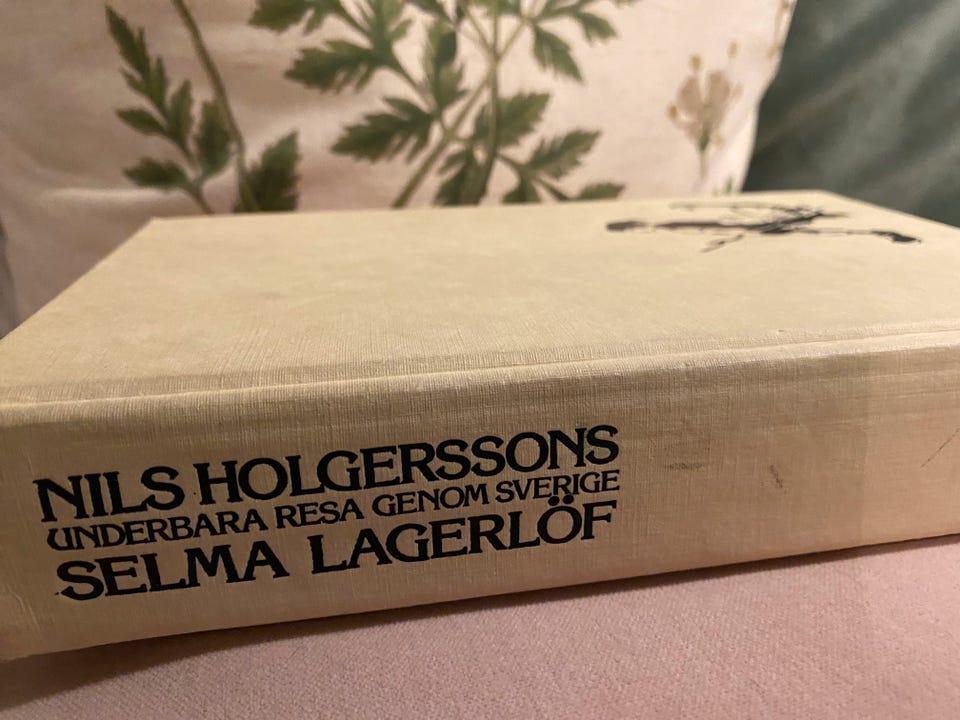 NILS HOLGERSSONS
UNDERBARA RESA GENOM SVERIGE
SELMA LAGERLÖF